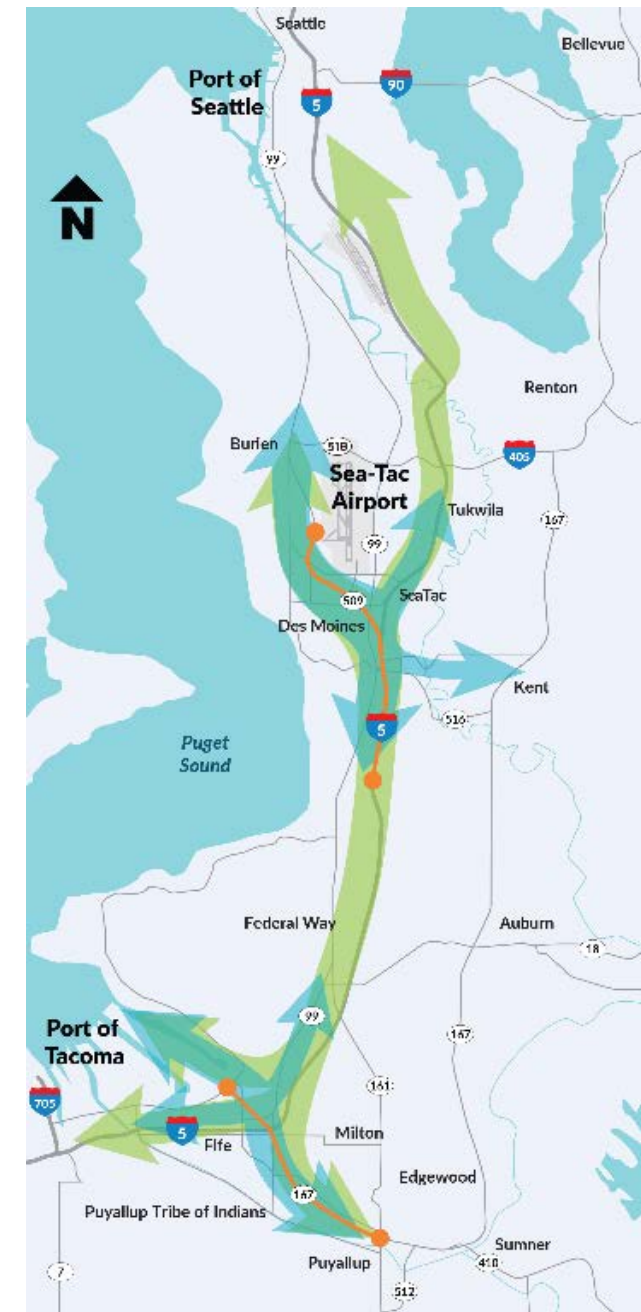 Seattle
Bellevue
Port of
Seattle
90
5
99
N
Renton
Burien
518
405
Sea-Tac
Airport
Tukwila
167
99
SeaTac
509
Des Moines
Kent
516
5
Puget
Sound
Federal Way
Auburn
18
99
Port of
Tacoma
167
161
705
5
Milton
Fife
Edgewood
167
Puyallup Tribe of Indians
Sumner
Puyallup
410
7
512